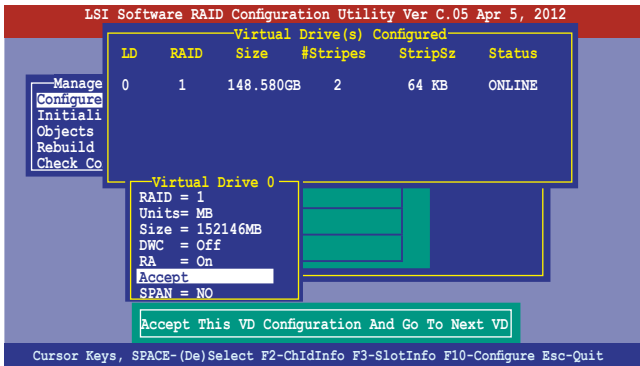 LSI Software RAID Configuration Utility Ver C.05 Apr 5, 2012
Virtual Drive(s) Configured
LD RAID Size #Stripes StripSz Status
0 1 148.580GB 2 64 KB ONLINE
Manage
Configure
Initiali
Objects
Rebuild
Check Co
Virtual Drive 0
RAID = 1
Units= MB
Size = 152146MB
DWC = Off
RA = On
Accept
SPAN = NO
Accept This VD Configuration And Go To Next VD
Cursor Keys, SPACE-(De)Select F2-ChIdInfo F3-SlotInfo F10-Configure Esc-Quit